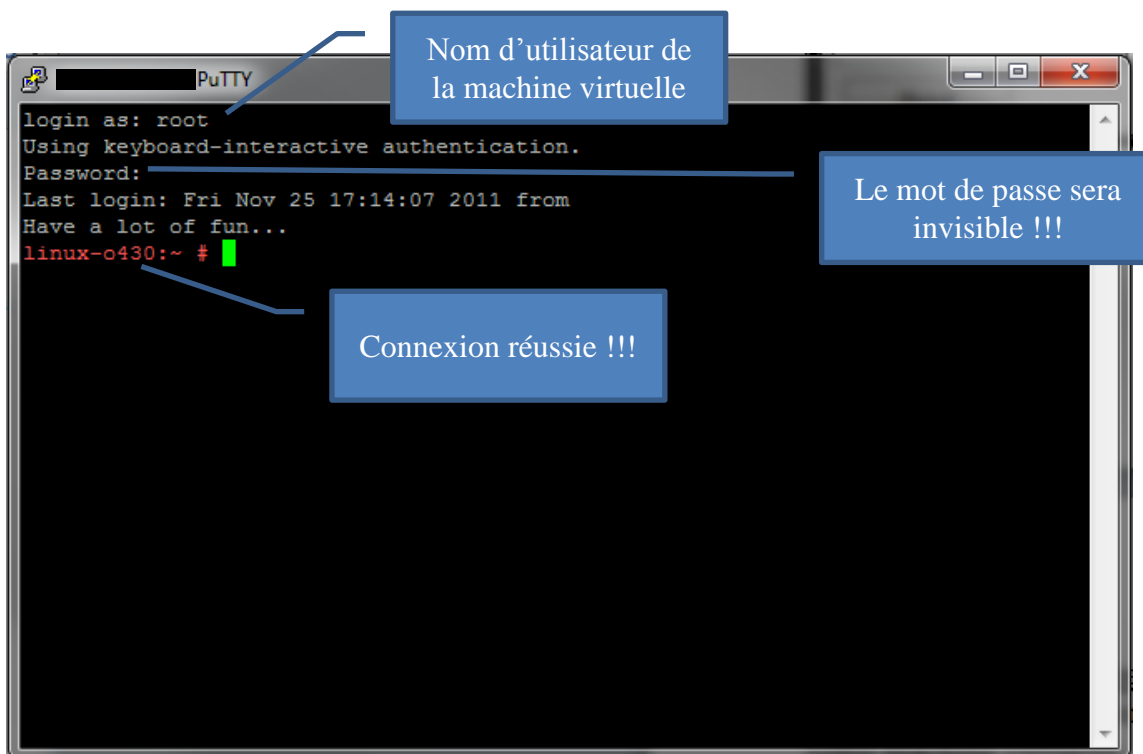 Nom d’utilisateur de
la machine virtuelle
PuTTY
login as: root
Using keyboard-interactive authentication.
Password:
Last login: Fri Nov 25 17:14:07 2011 from
Have a lot of fun...
linux-o430:~ #
Le mot de passe sera
invisible !!!
Connexion réussie !!!